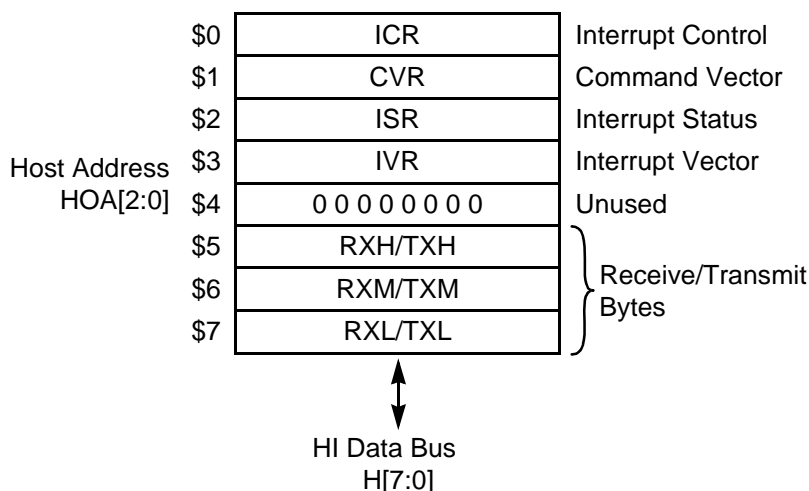 $0 ICR Interrupt Control
$1 CVR Command Vector
$2 ISR Interrupt Status
Host Address
HOA[2:0]
$3 IVR Interrupt Vector
$4 0 0 0 0 0 0 0 0 Unused
$5 RXH/TXH
$6 RXM/TXM
$7 RXL/TXL
Receive/Transmit
Bytes
HI Data Bus
H[7:0]